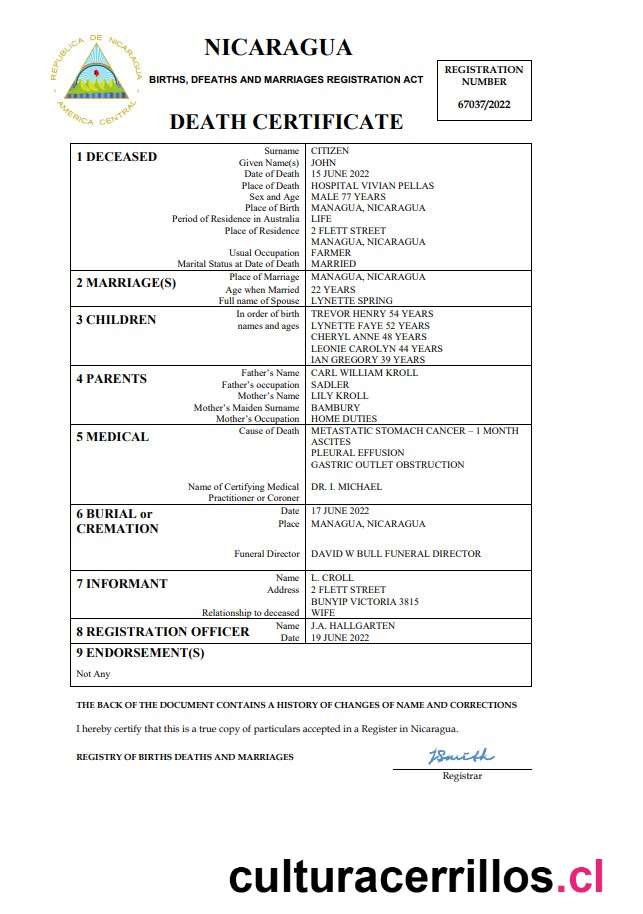 REPUBLICA DE NICARAGUA
AMERICA CENTRAL
NICARAGUA
BIRTHS, DFEATHS AND MARRIAGES REGISTRATION ACT
REGISTRATION
NUMBER
67037/2022
DEATH CERTIFICATE
1 DECEASED
Surname CITIZEN
Given Name(s) JOHN
Date of Death 15 JUNE 2022
Place of Death HOSPITAL VIVIAN PELLAS
Sex and Age MALE 77 YEARS
Place of Birth MANAGUA, NICARAGUA
Period of Residence in Australia LIFE
Place of Residence 2 FLETT STREET
MANAGUA, NICARAGUA
Usual Occupation FARMER
Marital Status at Date of Death MARRIED
2 MARRIAGE(S)
Place of Marriage MANAGUA, NICARAGUA
Age when Married 22 YEARS
Full name of Spouse LYNETTE SPRING
3 CHILDREN
In order of birth TREVOR HENRY 54 YEARS
names and ages LYNETTE FAYE 52 YEARS
CHERYL ANNE 48 YEARS
LEONIE CAROLYN 44 YEARS
IAN GREGORY 39 YEARS
4 PARENTS
Father's Name CARL WILLIAM KROLL
Father's occupation SADLER
Mother's Name LILY KROLL
Mother's Maiden Surname BAMBURY
Mother's Occupation HOME DUTIES
5 MEDICAL
Cause of Death METASTATIC STOMACH CANCER – 1 MONTH
ASCITES
PLEURAL EFFUSION
GASTRIC OUTLET OBSTRUCTION
Name of Certifying Medical DR. I. MICHAEL
Practitioner or Coroner
6 BURIAL or
CREMATION
Date 17 JUNE 2022
Place MANAGUA, NICARAGUA
Funeral Director DAVID W BULL FUNERAL DIRECTOR
7 INFORMANT
Name L. CROLL
Address 2 FLETT STREET
BUNYIP VICTORIA 3815
Relationship to deceased WIFE
8 REGISTRATION OFFICER
Name J.A. HALLGARTEN
Date 19 JUNE 2022
9 ENDORSEMENT(S)
Not Any
THE BACK OF THE DOCUMENT CONTAINS A HISTORY OF CHANGES OF NAME AND CORRECTIONS
I hereby certify that this is a true copy of particulars accepted in a Register in Nicaragua.
REGISTRY OF BIRTHS DEATHS AND MARRIAGES
JSmith
Registrar
culturacerrillos.cl